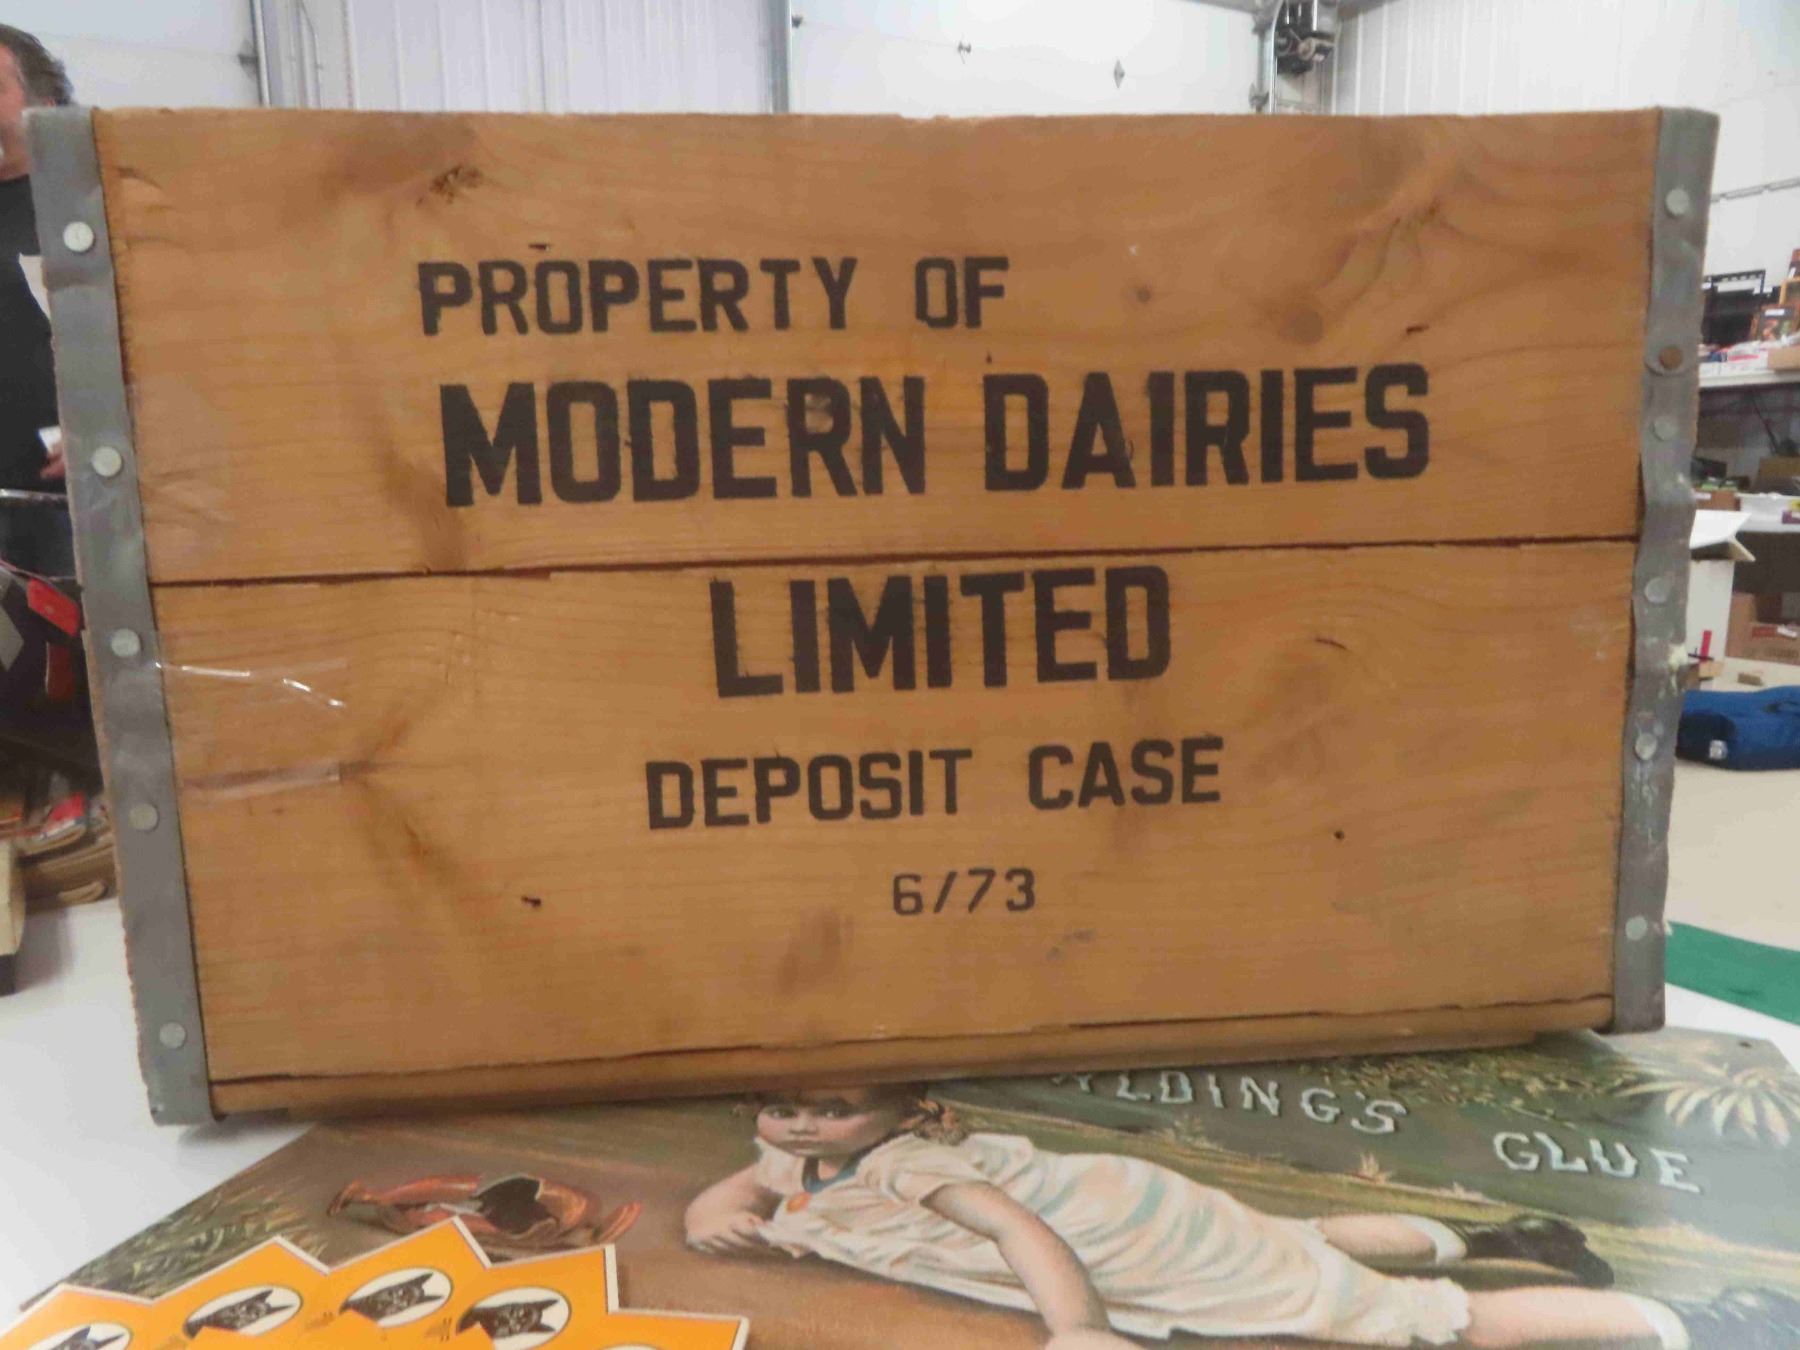 PROPERTY OF
MODERN DAIRIES
LIMITED
DEPOSIT CASE
6/73
GLUE